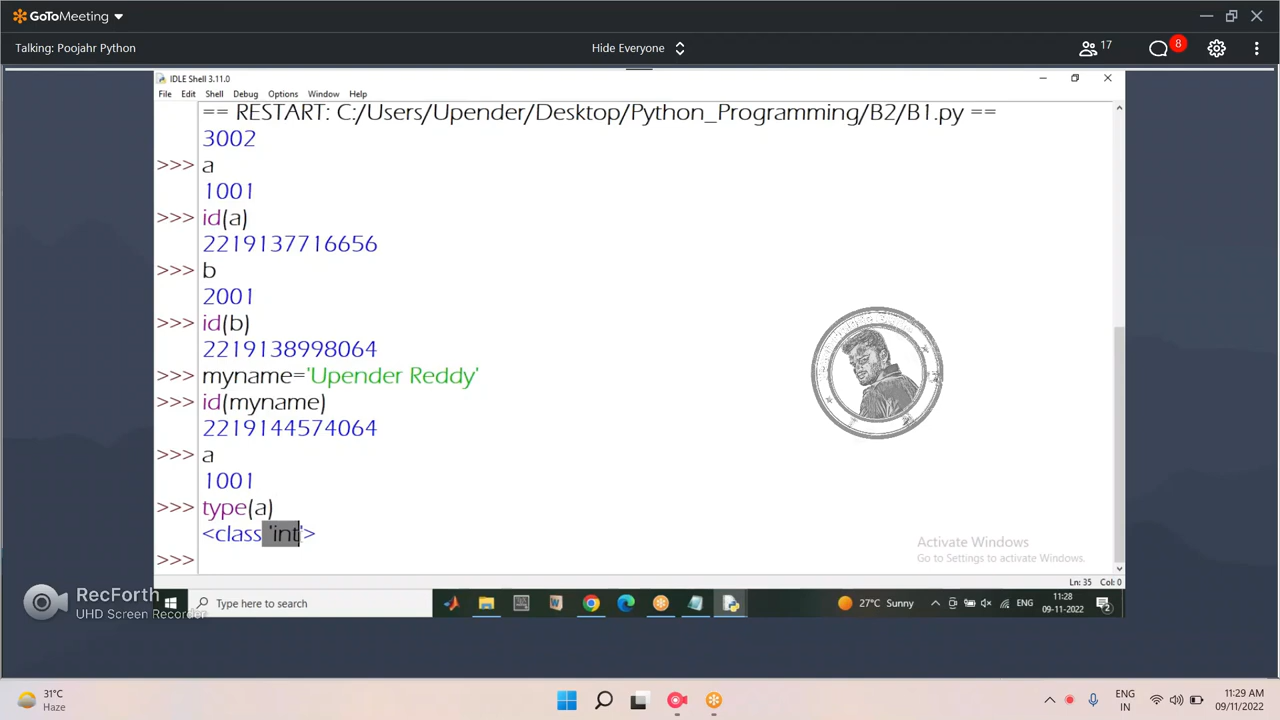 GoToMeeting
Talking: Poojahr Python
Hide Everyone
17
8
IDLE Shell 3.11.0
File Edit Shell Debug Options Window Help
== RESTART: C:/Users/Upender/Desktop/Python_Programming/B2/B1.py ==
3002
>>> a
1001
>>> id(a)
2219137716656
>>> b
2001
>>> id(b)
2219138998064
>>> myname='Upender Reddy'
>>> id(myname)
2219144574064
>>> a
1001
>>> type(a)
<class 'int'>
>>>
Activate Windows
Go to Settings to activate Windows.
Ln: 35 Col: 0
RecForth
UHD Screen Recorder
Type here to search
27°C Sunny
ENG
11:28
09-11-2022
2
31°C
Haze
ENG
IN
11:29 AM
09/11/2022